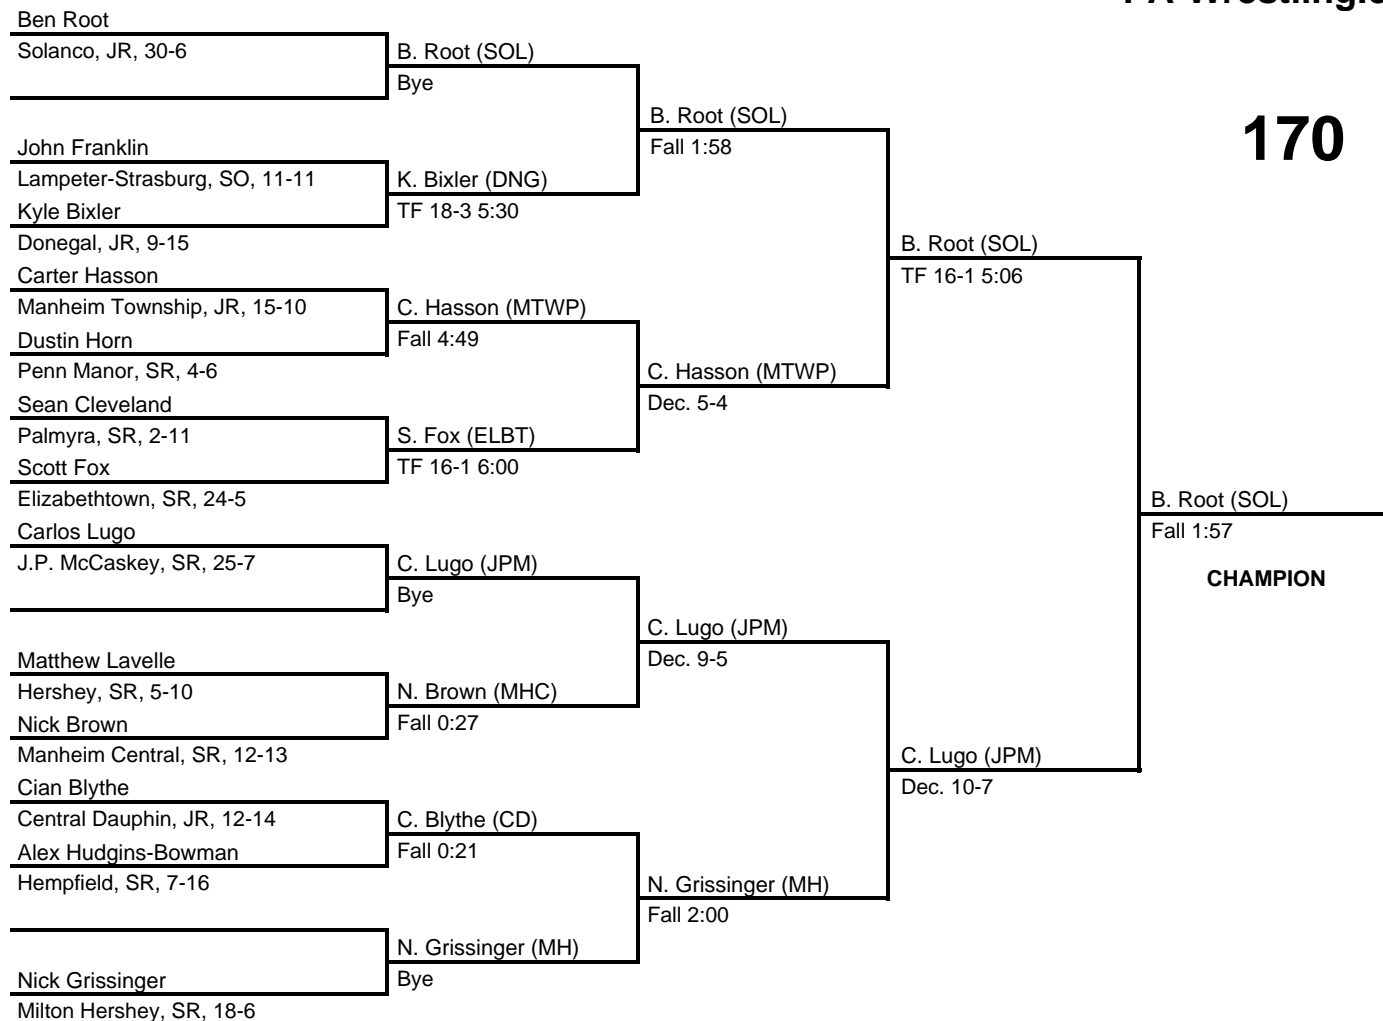 Ben Root
Solanco, JR, 30-6
B. Root (SOL)
Bye
B. Root (SOL)
Fall 1:58
170
John Franklin
Lampeter-Strasburg, SO, 11-11
K. Bixler (DNG)
Kyle Bixler
TF 18-3 5:30
Donegal, JR, 9-15
B. Root (SOL)
TF 16-1 5:06
Carter Hasson
Manheim Township, JR, 15-10
C. Hasson (MTWP)
Dustin Horn
Fall 4:49
Penn Manor, SR, 4-6
C. Hasson (MTWP)
Dec. 5-4
Sean Cleveland
Palmyra, SR, 2-11
S. Fox (ELBT)
Scott Fox
TF 16-1 6:00
Elizabethtown, SR, 24-5
B. Root (SOL)
Fall 1:57
CHAMPION
Carlos Lugo
J.P. McCaskey, SR, 25-7
C. Lugo (JPM)
Bye
C. Lugo (JPM)
Dec. 9-5
Matthew Lavelle
Hershey, SR, 5-10
N. Brown (MHC)
Nick Brown
Fall 0:27
Manheim Central, SR, 12-13
C. Lugo (JPM)
Dec. 10-7
Cian Blythe
Central Dauphin, JR, 12-14
C. Blythe (CD)
Alex Hudgins-Bowman
Fall 0:21
Hempfield, SR, 7-16
N. Grissinger (MH)
Fall 2:00
N. Grissinger (MH)
Nick Grissinger
Bye
Milton Hershey, SR, 18-6